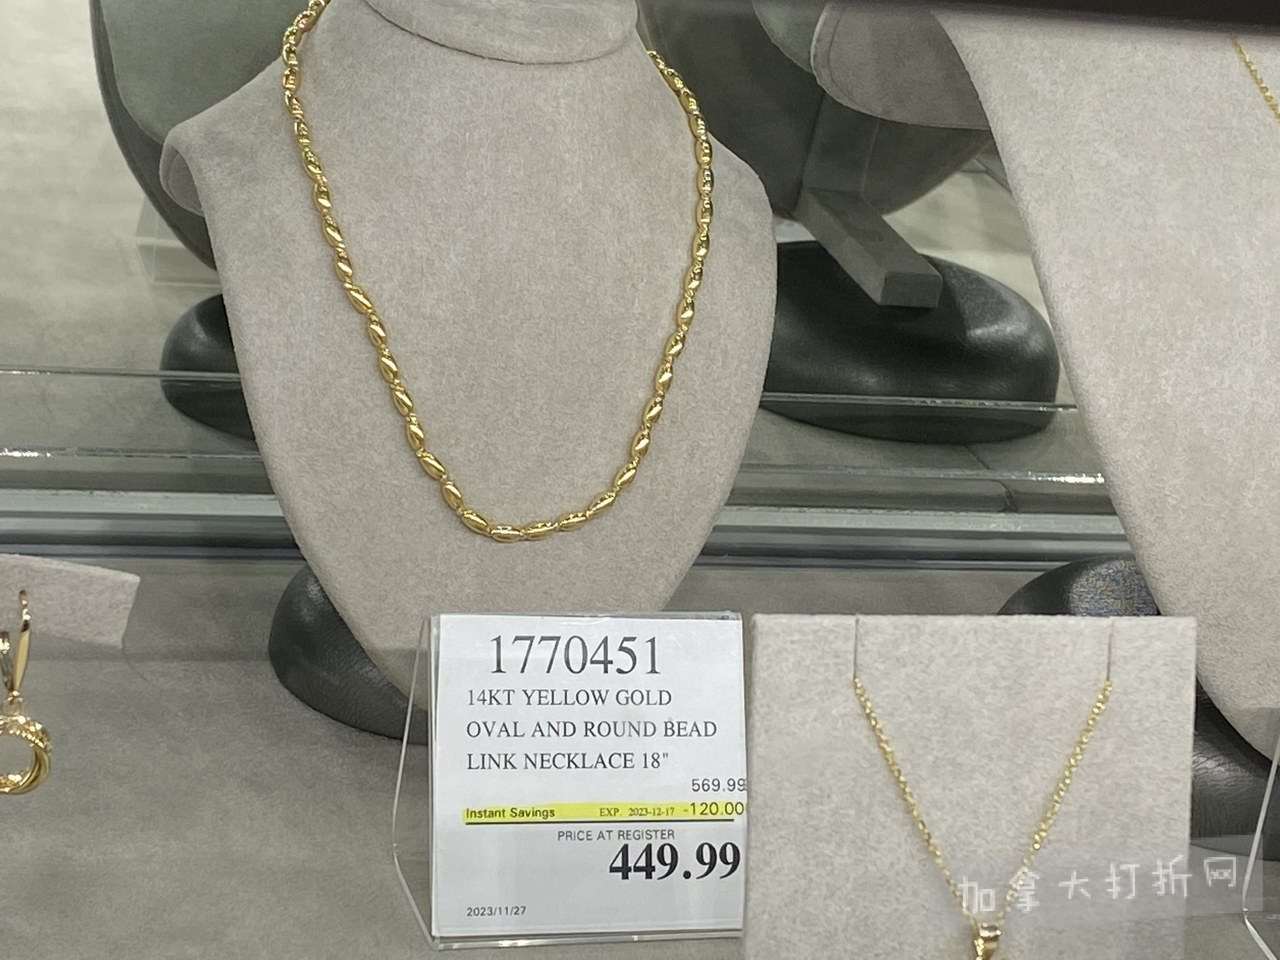 1770451
14KT YELLOW GOLD
OVAL AND ROUND BEAD
LINK NECKLACE 18"
569.99
Instant Savings EXP. 2023-12-17 -120.00
PRICE AT REGISTER
449.99
2023/11/27
加拿大打折网